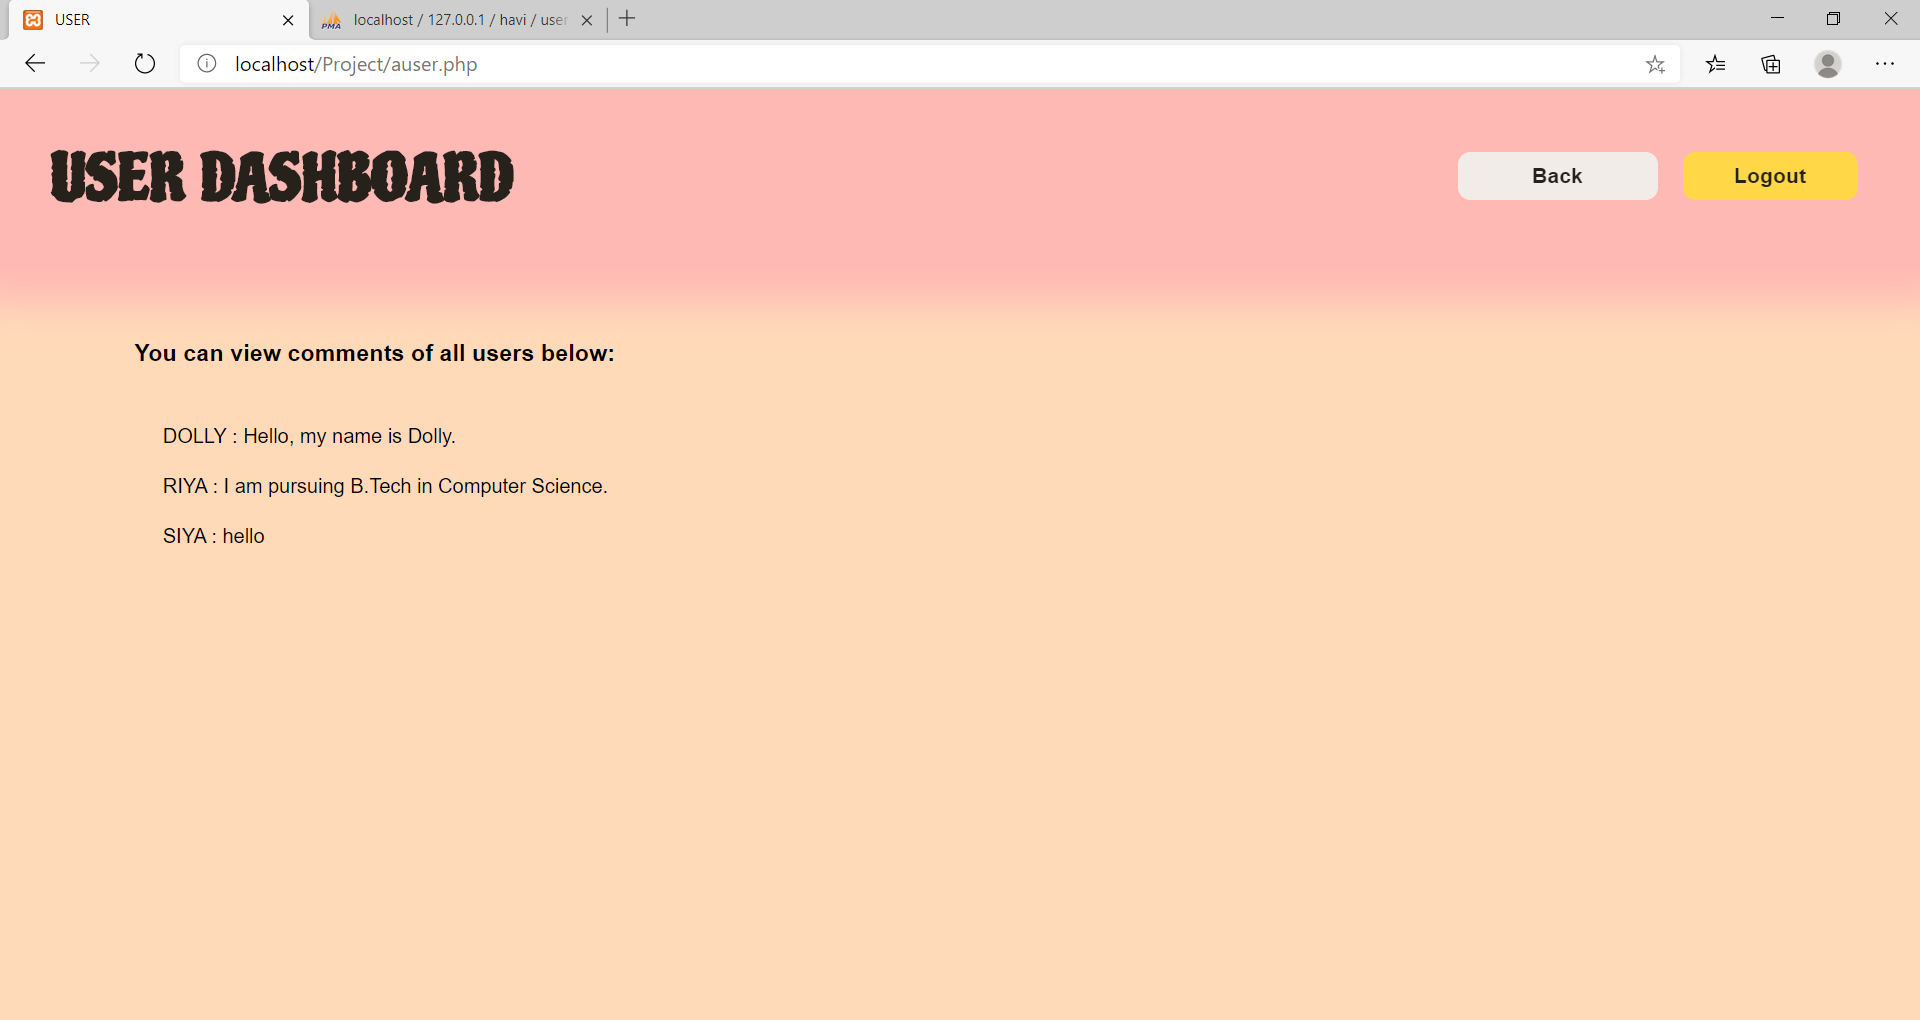 USER
localhost / 127.0.0.1 / havi / user
PMA
localhost/Project/auser.php
USER DASHBOARD
Back
Logout
You can view comments of all users below:
DOLLY : Hello, my name is Dolly.
RIYA : I am pursuing B.Tech in Computer Science.
SIYA : hello